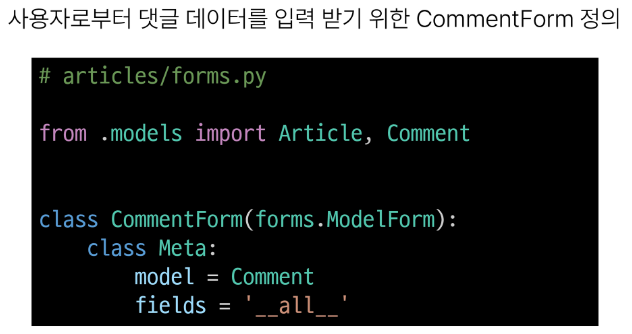 사용자로부터 댓글 데이터를 입력 받기 위한 CommentForm 정의
# articles/forms.py
from .models import Article, Comment
class CommentForm(forms.ModelForm):
    class Meta:
        model = Comment
        fields = '__all__'